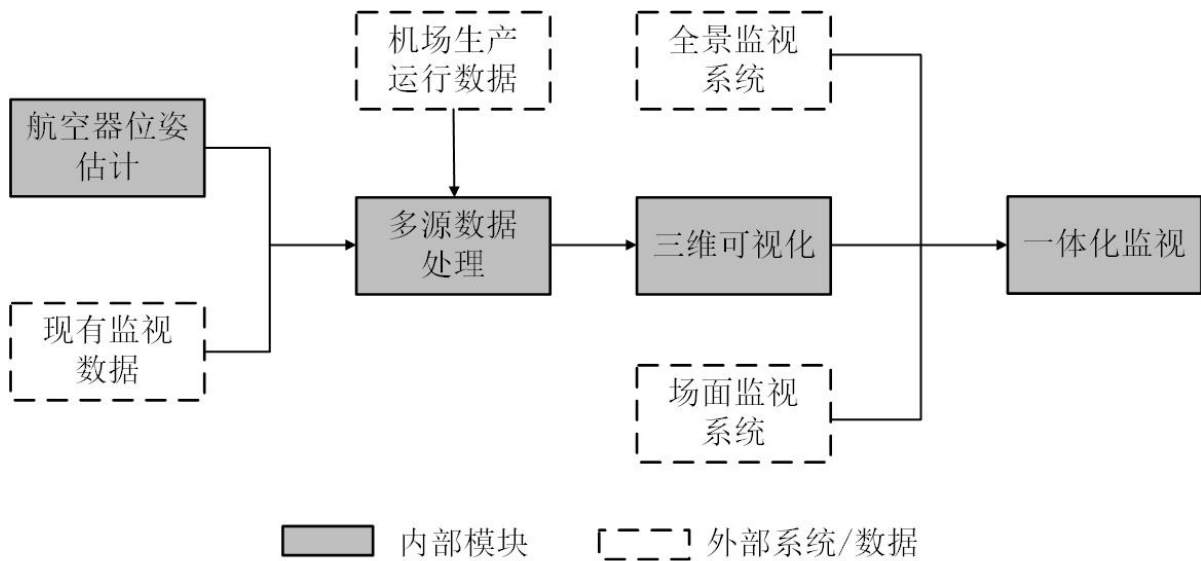 机场生产
运行数据
全景监视
系统
航空器位姿
估计
多源数据
处理
三维可视化
一体化监视
现有监视
数据
场面监视
系统
内部模块
外部系统/数据